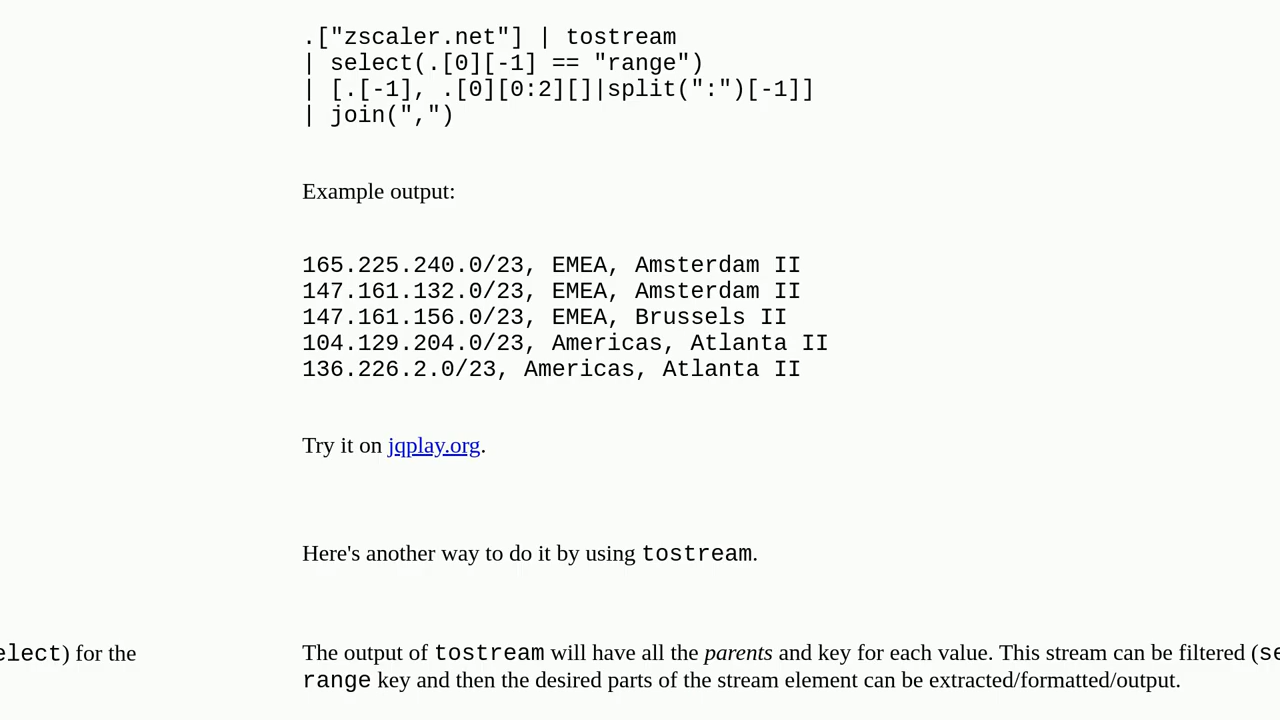 .["zscaler.net"] | tostream
| select(.[0][-1] == "range")
| [.[-1], .[0][0:2][]|split(":")[-1]]
| join(",")
Example output:
165.225.240.0/23, EMEA, Amsterdam II
147.161.132.0/23, EMEA, Amsterdam II
147.161.156.0/23, EMEA, Brussels II
104.129.204.0/23, Americas, Atlanta II
136.226.2.0/23, Americas, Atlanta II
Try it on jqplay.org.
Here's another way to do it by using tostream.
elect) for the
The output of tostream will have all the parents and key for each value. This stream can be filtered (se
range key and then the desired parts of the stream element can be extracted/formatted/output.